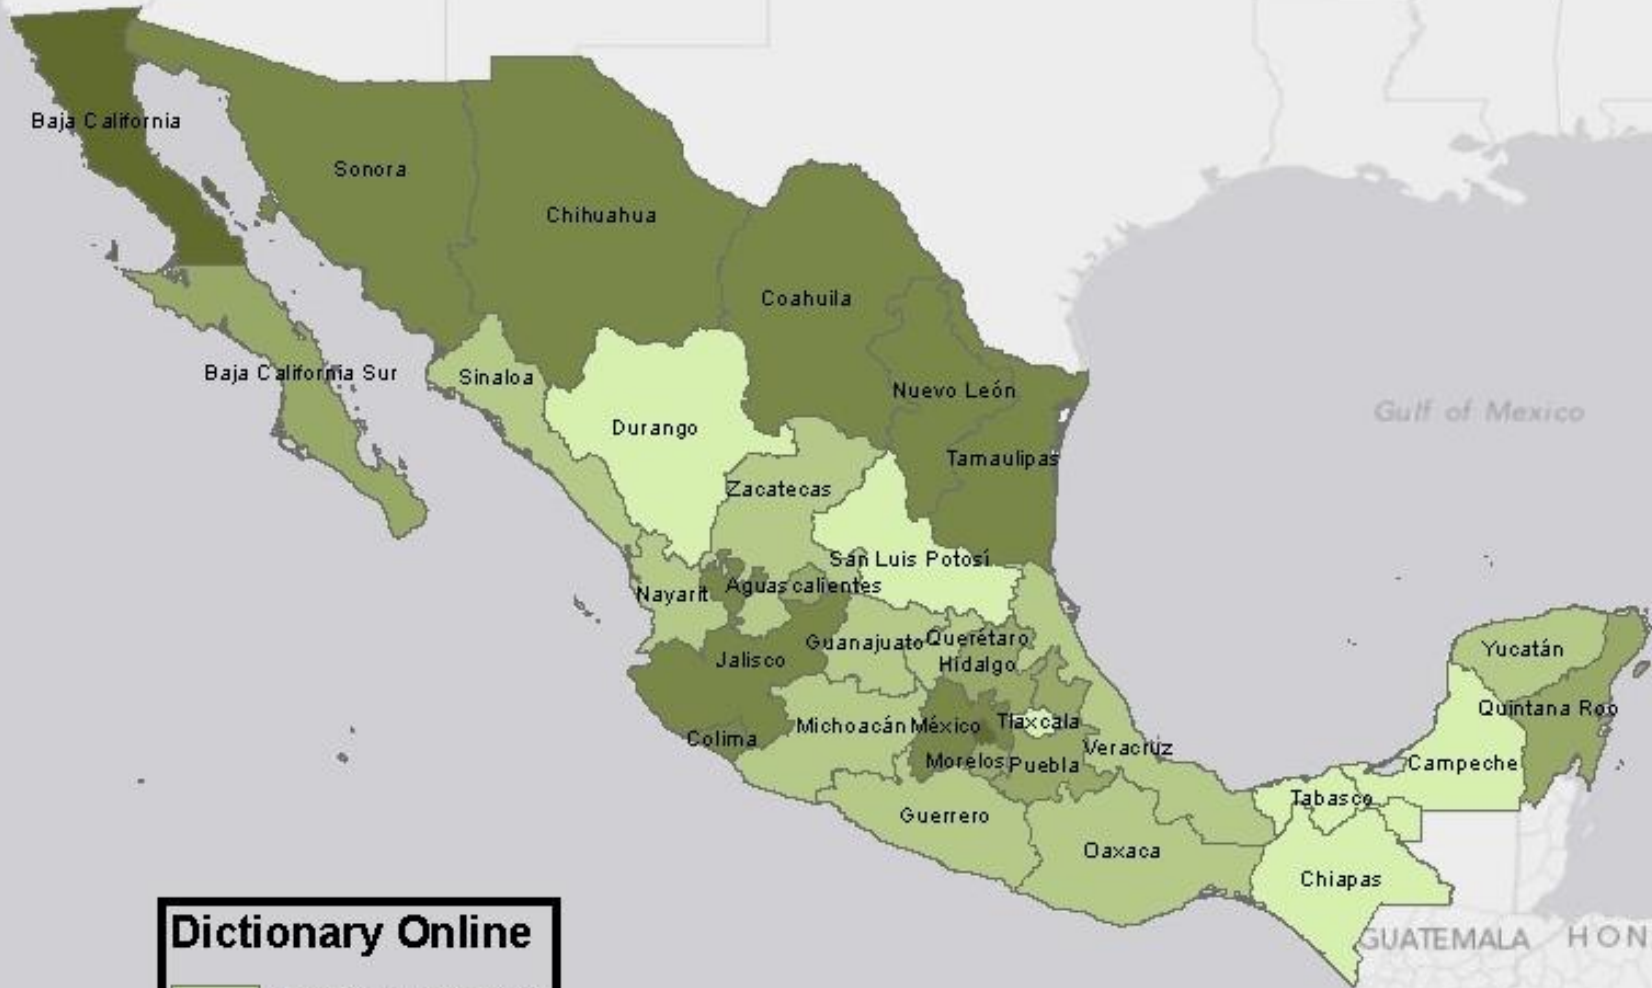 Baja California
Sonora
Chihuahua
Coahuila
Baja California Sur
Sinaloa
Nuevo León
Gulf of Mexico
Durango
Tamaulipas
Zacatecas
San Luis Potosí
Aguascalientes
Nayarit
Guanajuato
Querétaro
Hidalgo
Yucatán
Jalisco
Quintana Roo
Michoacán
México
Tlaxcala
Colima
Veracruz
Morelos
Puebla
Campeche
Tabasco
Guerrero
Oaxaca
Chiapas
Dictionary Online
GUATEMALA
HON